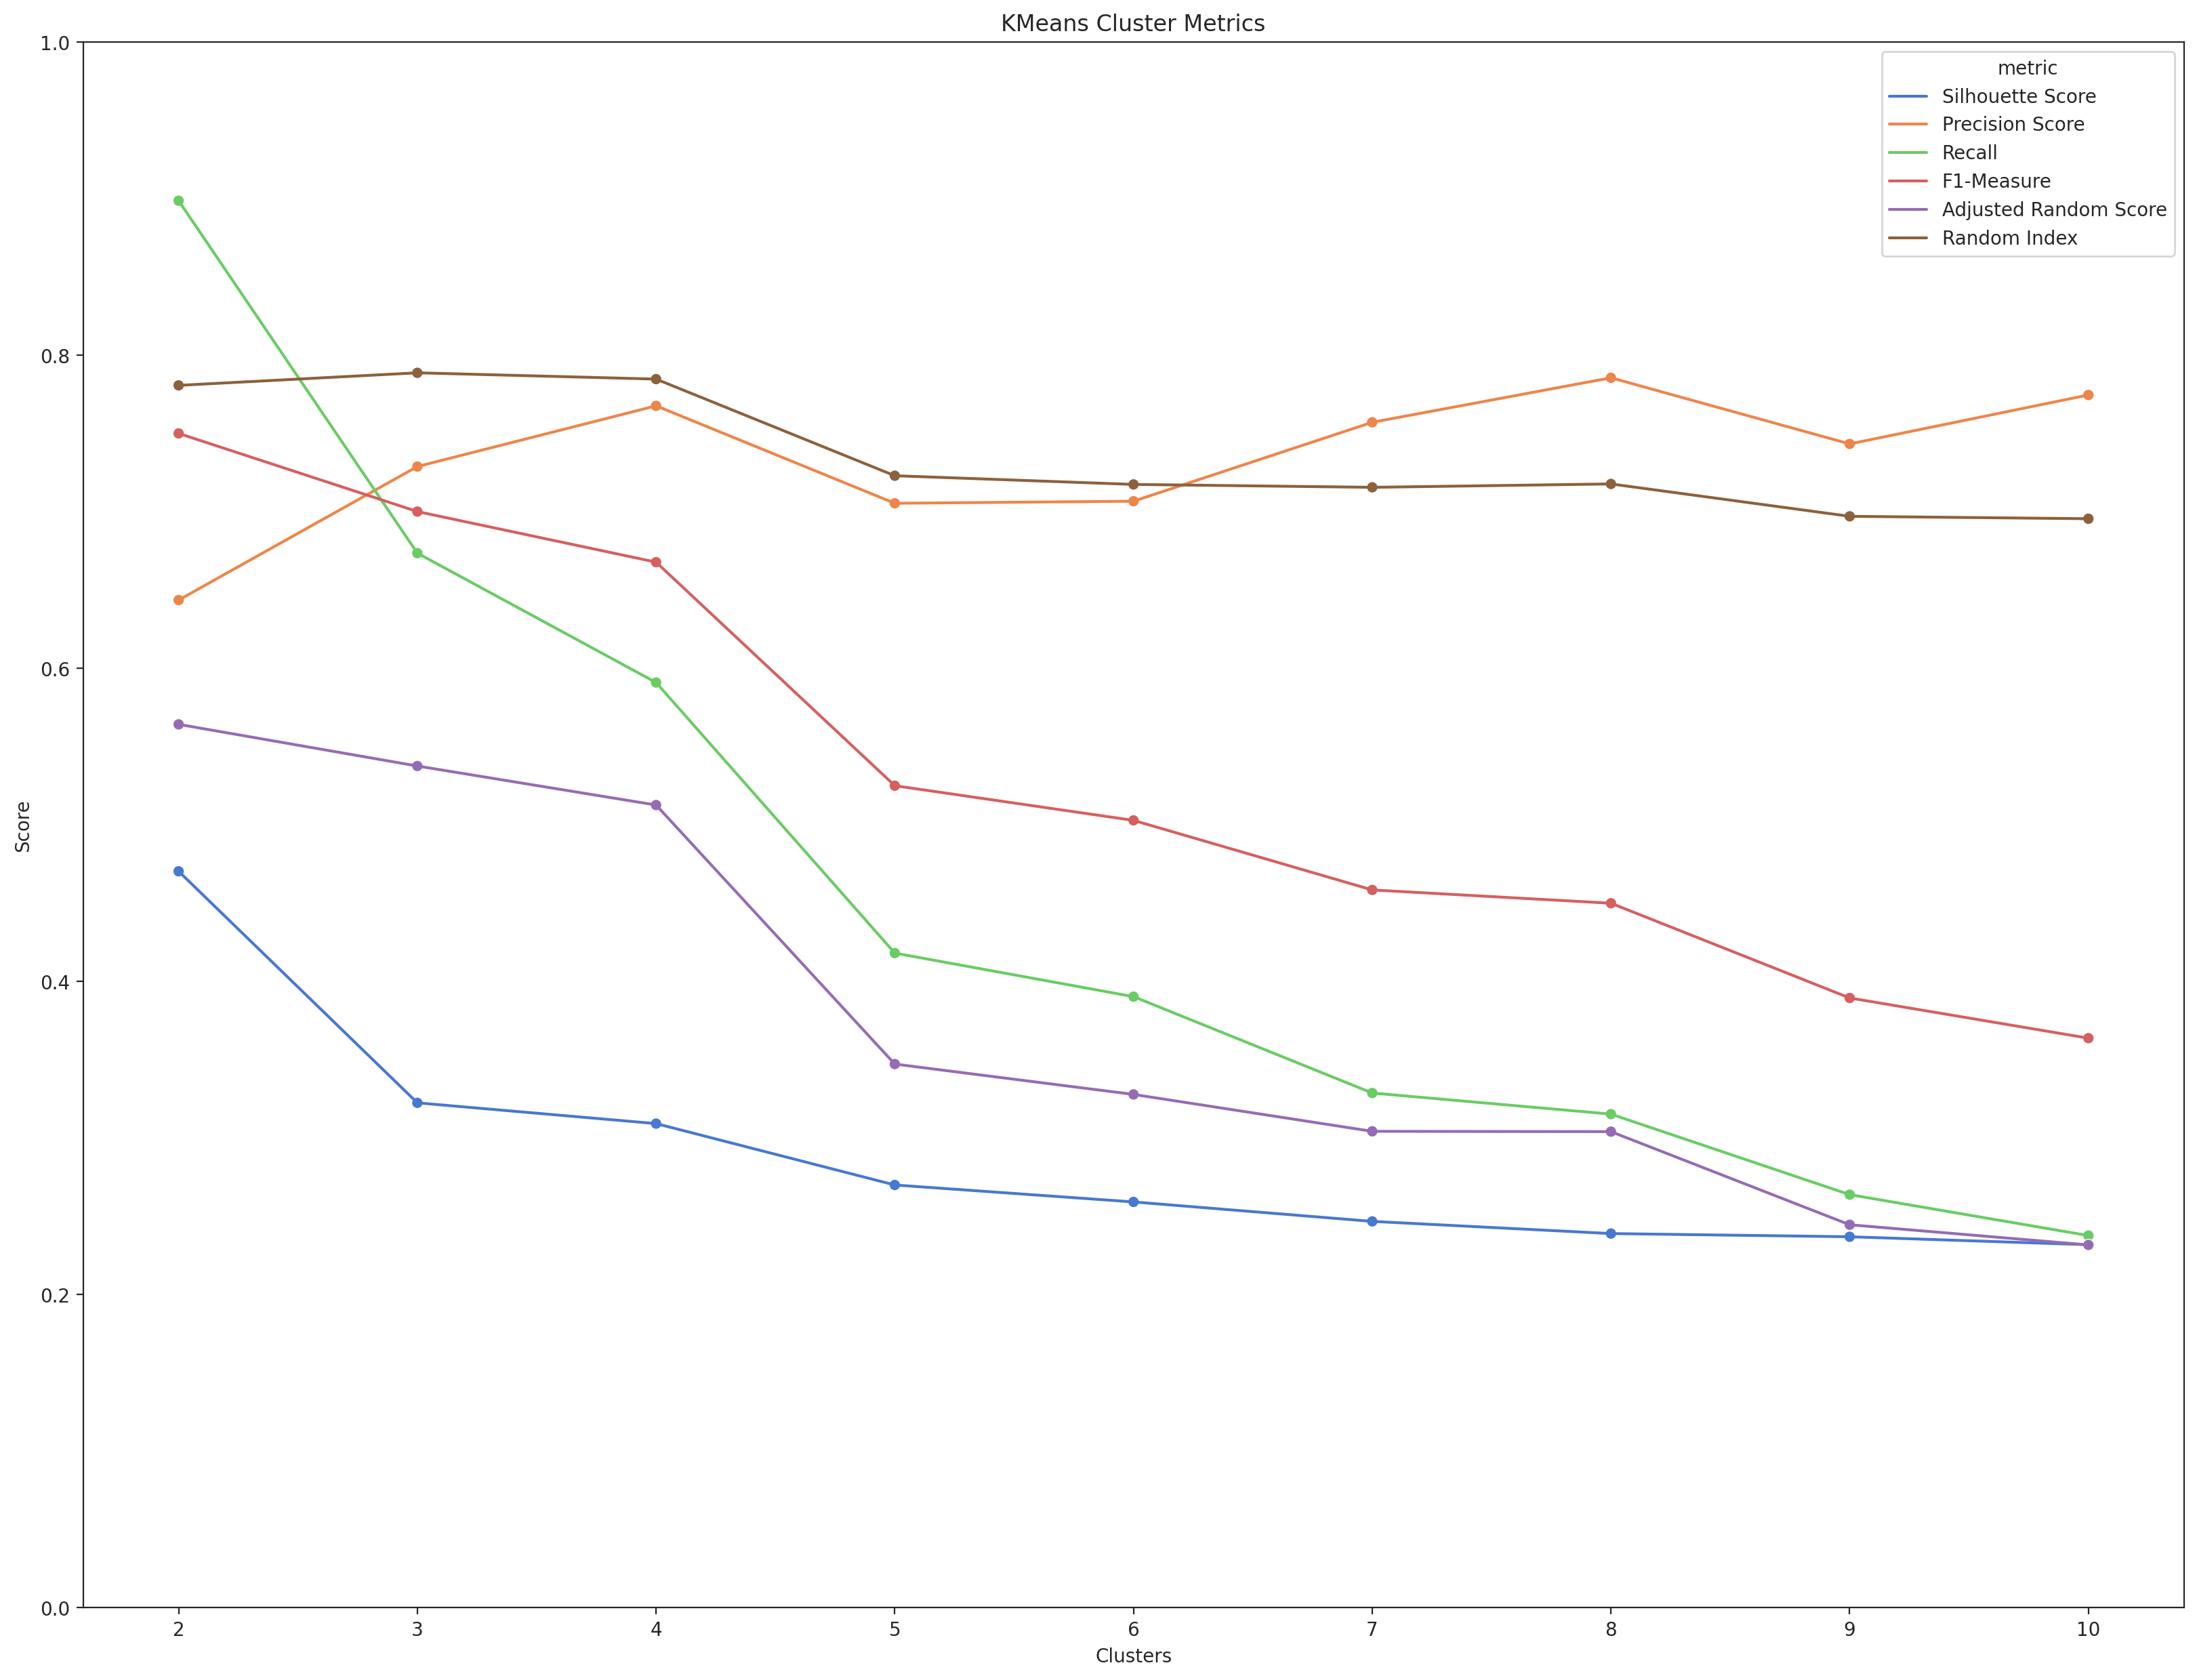 KMeans Cluster Metrics
1.0
0.8
0.6
0.4
0.2
0.0
Score
metric
Silhouette Score
Precision Score
Recall
F1-Measure
Adjusted Random Score
Random Index
2 3 4 5 6 7 8 9 10
Clusters